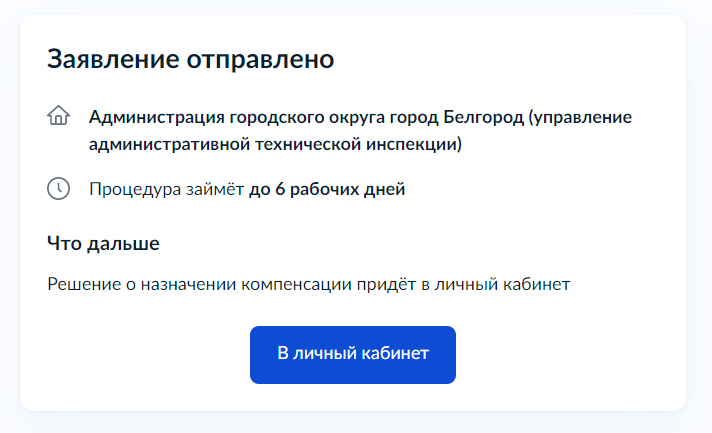 Заявление отправлено
Администрация городского округа город Белгород (управление
административной технической инспекции)
Процедура займёт до 6 рабочих дней
Что дальше
Решение о назначении компенсации придёт в личный кабинет
В личный кабинет